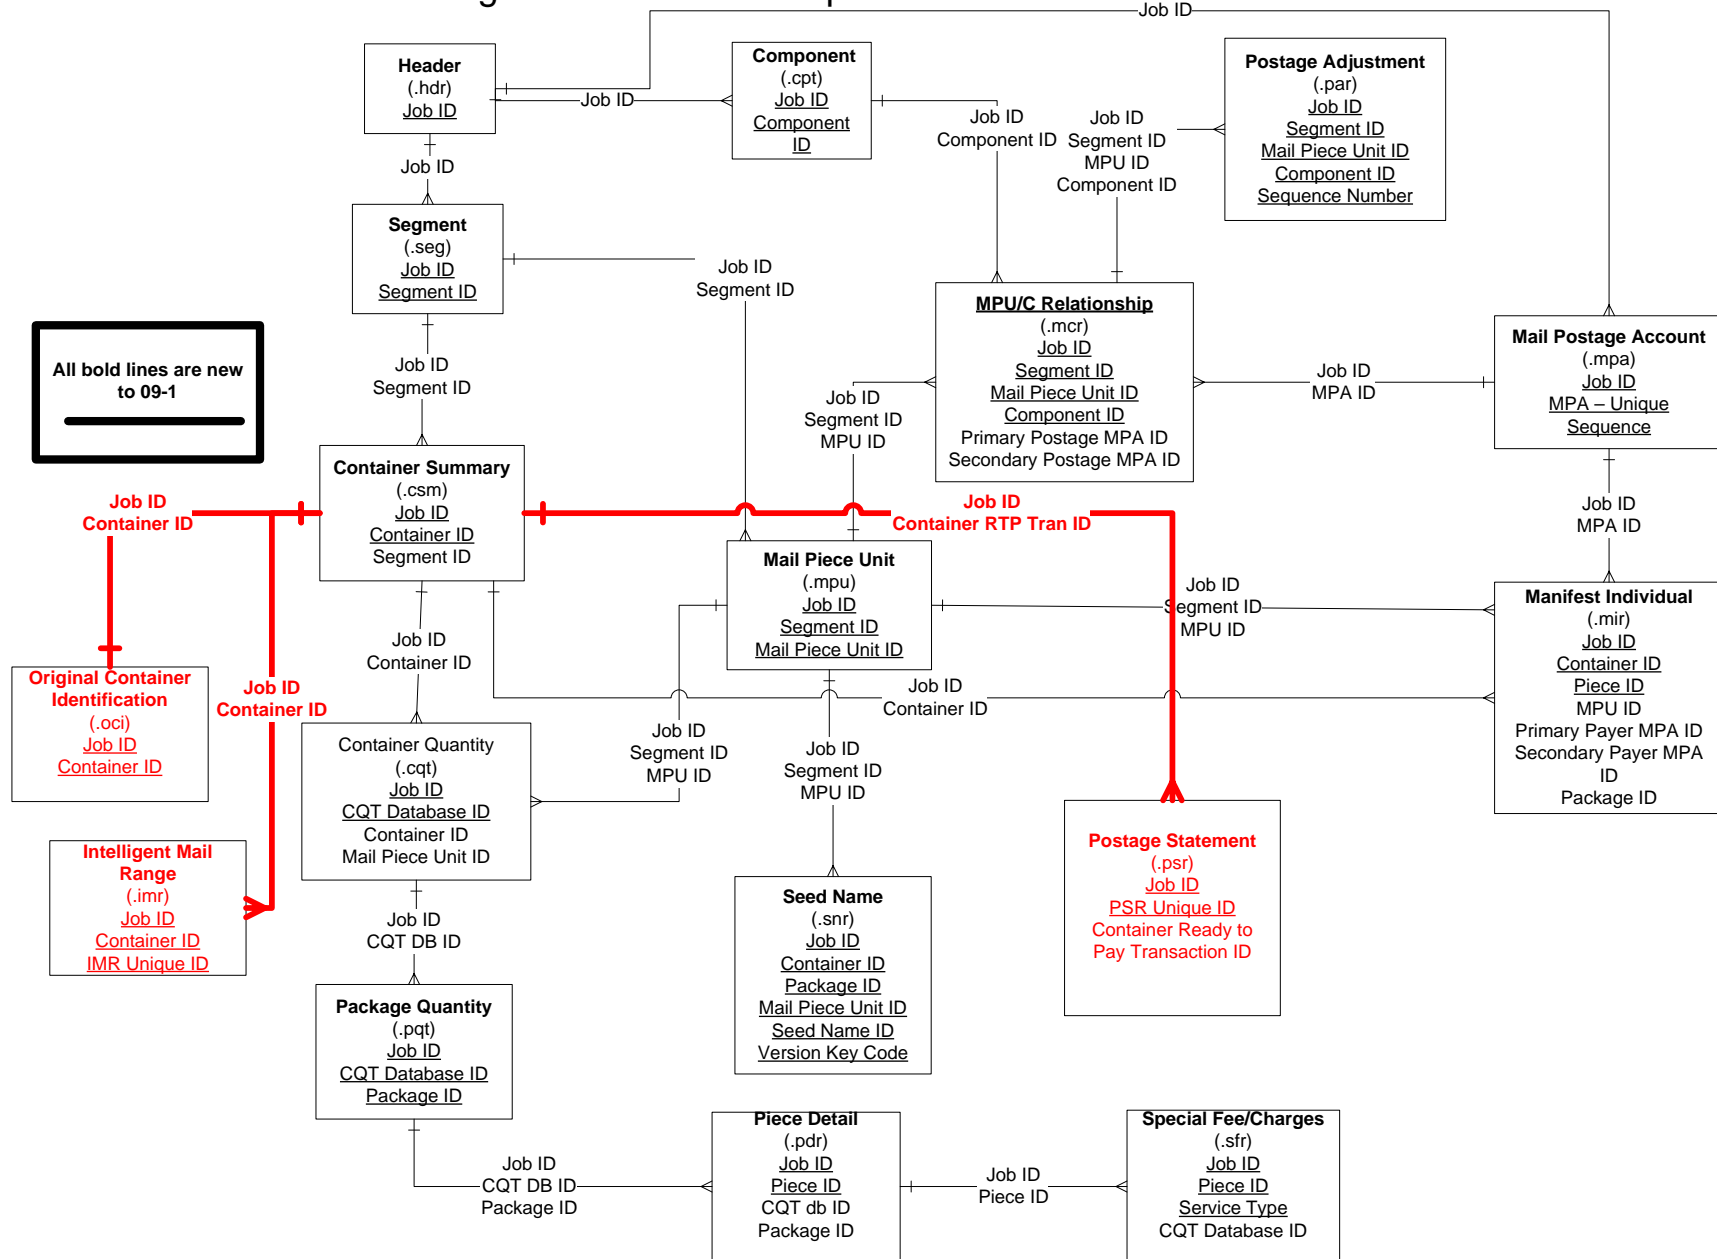 Job ID
Header
(.hdr)
Job ID
Job ID
Component
(.cpt)
Job ID
Component
ID
Postage Adjustment
(.par)
Job ID
Segment ID
Mail Piece Unit ID
Component ID
Sequence Number
Job ID
Component ID
Job ID
Segment ID
MPU ID
Component ID
Job ID
Segment
(.seg)
Job ID
Segment ID
Job ID
Segment ID
MPU/C Relationship
(.mcr)
Job ID
Segment ID
Mail Piece Unit ID
Component ID
Primary Postage MPA ID
Secondary Postage MPA ID
Job ID
MPA ID
Mail Postage Account
(.mpa)
Job ID
MPA – Unique
Sequence
All bold lines are new
to 09-1
Job ID
Segment ID
Job ID
Segment ID
MPU ID
Container Summary
(.csm)
Job ID
Container ID
Segment ID
Job ID
Container ID
Job ID
Container RTP Tran ID
Job ID
MPA ID
Mail Piece Unit
(.mpu)
Job ID
Segment ID
Mail Piece Unit ID
Job ID
Segment ID
MPU ID
Manifest Individual
(.mir)
Job ID
Container ID
Piece ID
MPU ID
Primary Payer MPA ID
Secondary Payer MPA
ID
Package ID
Job ID
Container ID
Original Container
Identification
(.oci)
Job ID
Container ID
Job ID
Container ID
Job ID
Container ID
Container Quantity
(.cqt)
Job ID
CQT Database ID
Container ID
Mail Piece Unit ID
Job ID
Segment ID
MPU ID
Job ID
Segment ID
MPU ID
Intelligent Mail
Range
(.imr)
Job ID
Container ID
IMR Unique ID
Postage Statement
(.psr)
Job ID
PSR Unique ID
Container Ready to
Pay Transaction ID
Job ID
CQT DB ID
Seed Name
(.snr)
Job ID
Container ID
Package ID
Mail Piece Unit ID
Seed Name ID
Version Key Code
Package Quantity
(.pqt)
Job ID
CQT Database ID
Package ID
Job ID
CQT DB ID
Package ID
Piece Detail
(.pdr)
Job ID
Piece ID
CQT db ID
Package ID
Job ID
Piece ID
Special Fee/Charges
(.sfr)
Job ID
Piece ID
Service Type
CQT Database ID